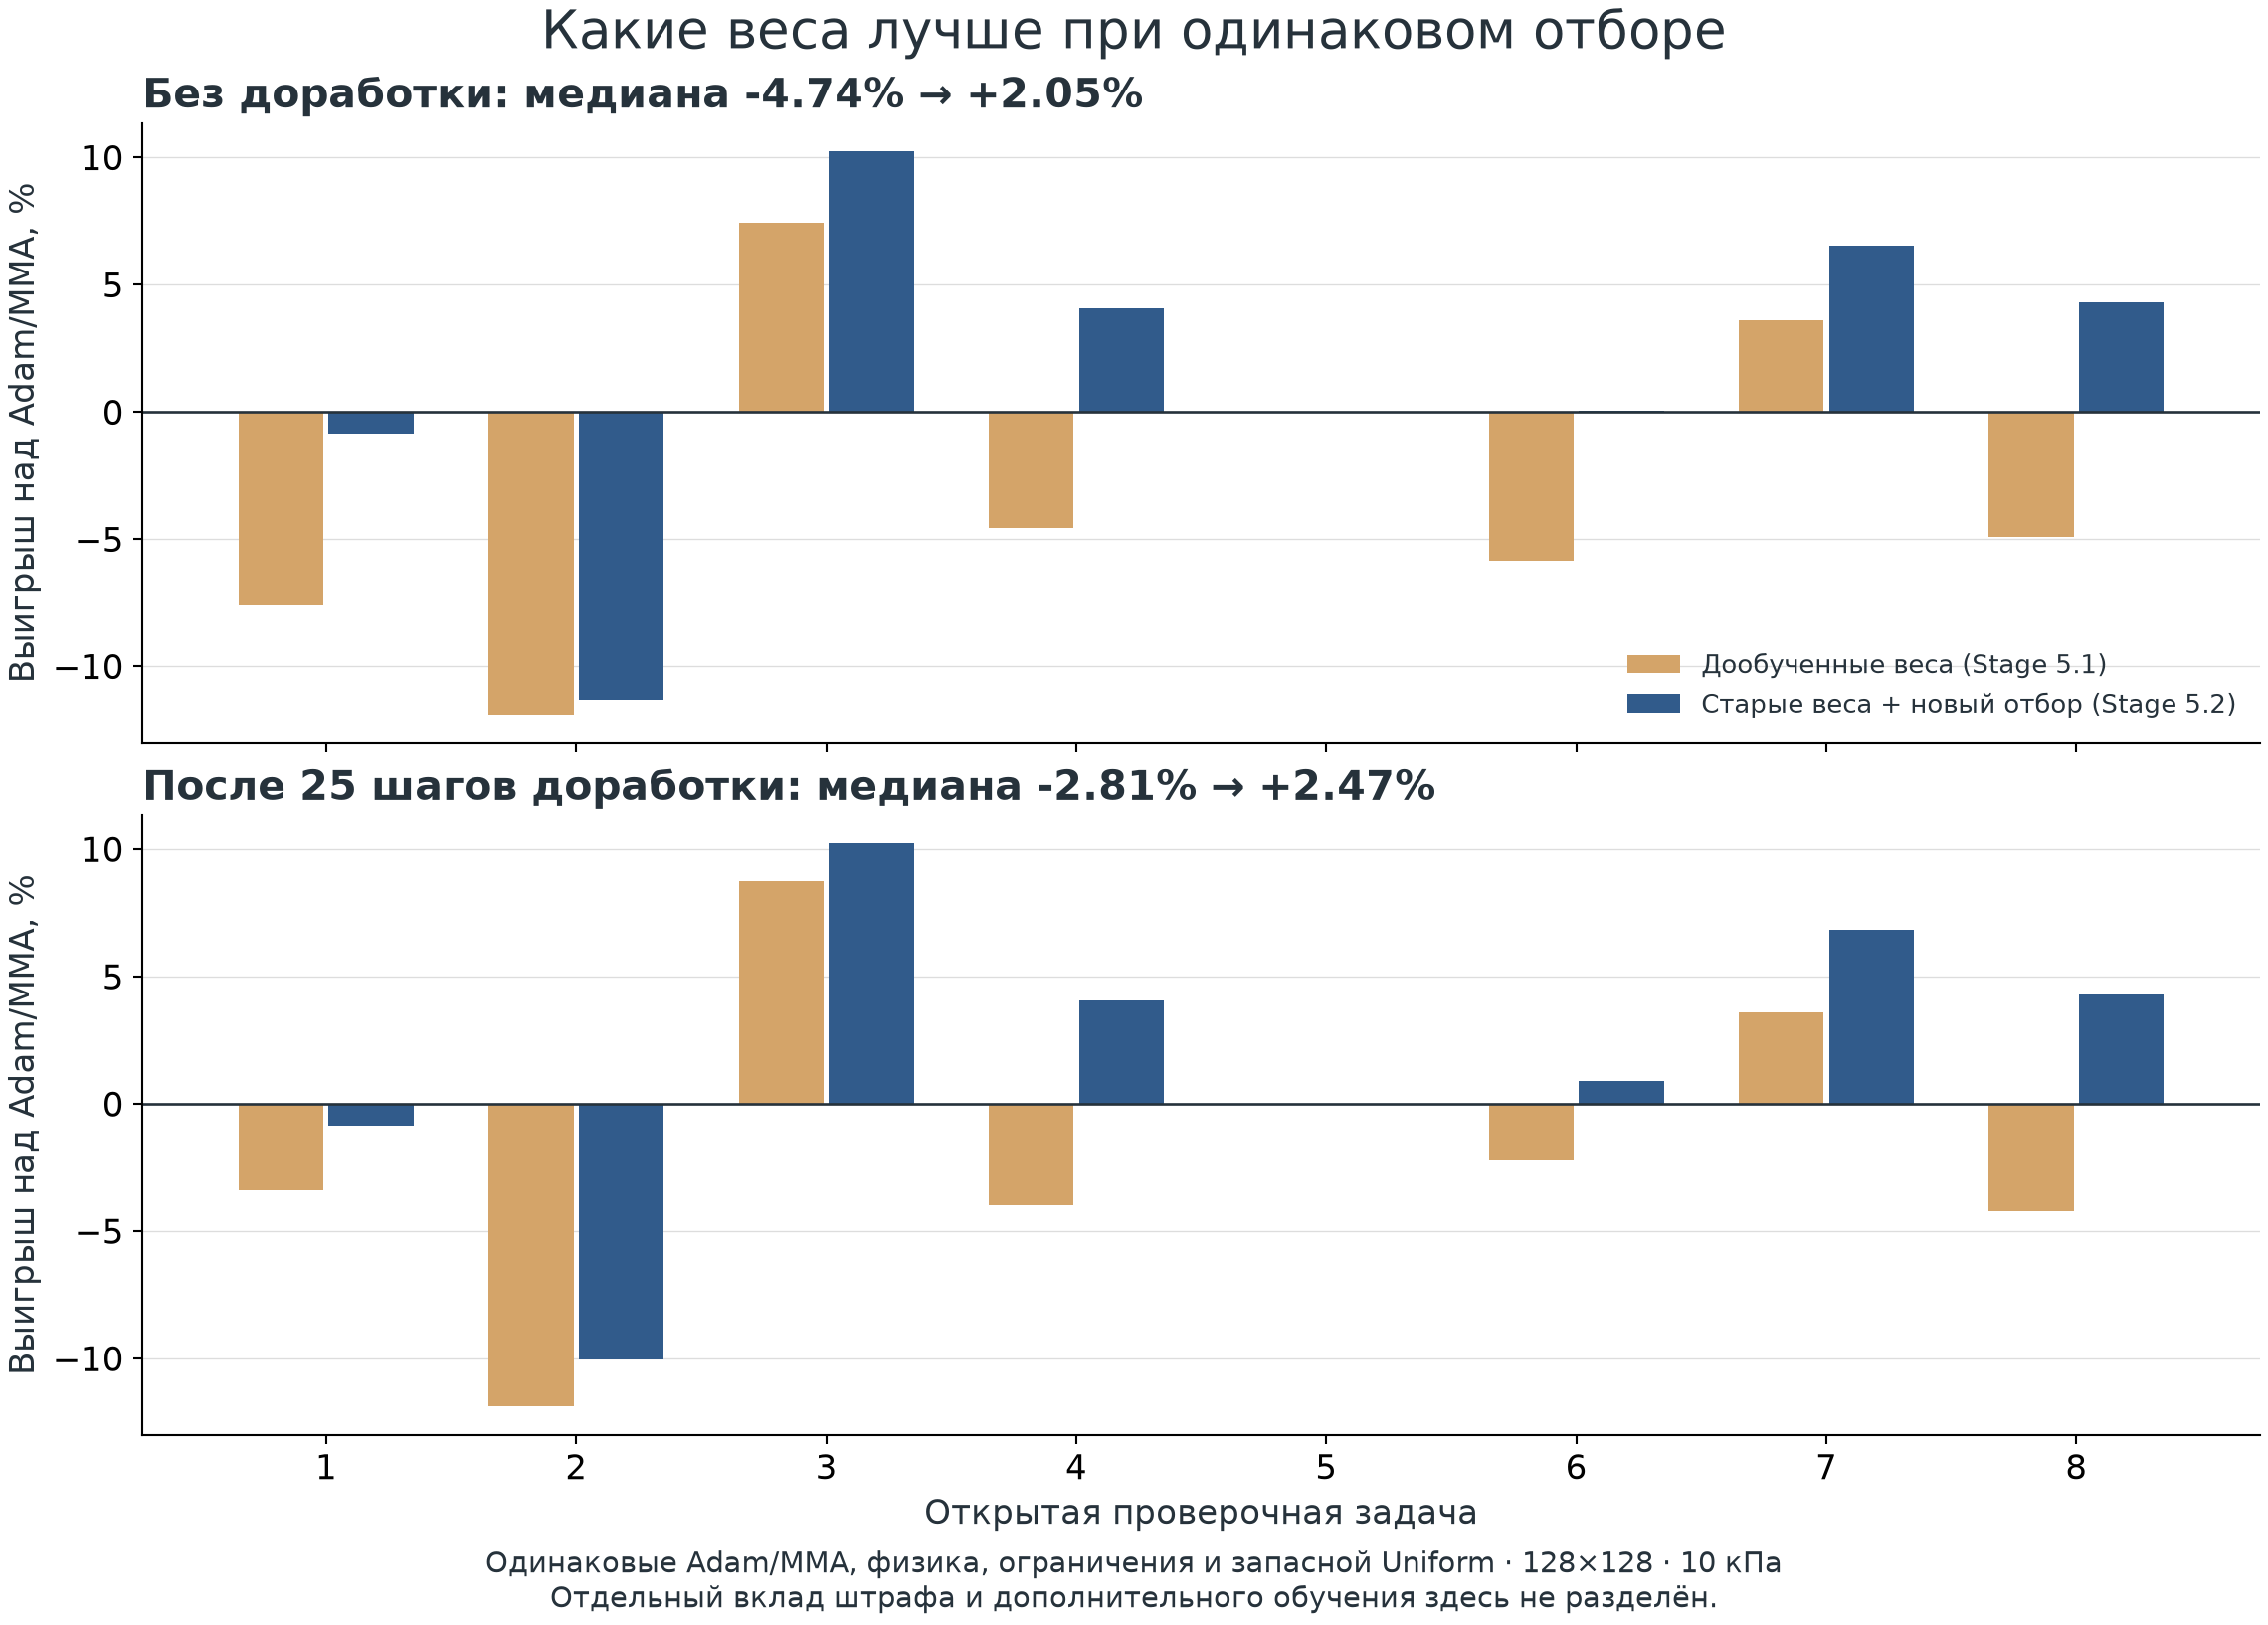 Какие веса лучше при одинаковом отборе
Без доработки: медиана -4.74% → +2.05%
Выигрыш над Adam/MMA, %
10
5
0
−5
−10
Дообученные веса (Stage 5.1)
Старые веса + новый отбор (Stage 5.2)
После 25 шагов доработки: медиана -2.81% → +2.47%
Выигрыш над Adam/MMA, %
10
5
0
−5
−10
1 2 3 4 5 6 7 8
Открытая проверочная задача
Одинаковые Adam/MMA, физика, ограничения и запасной Uniform · 128×128 · 10 кПа
Отдельный вклад штрафа и дополнительного обучения здесь не разделён.